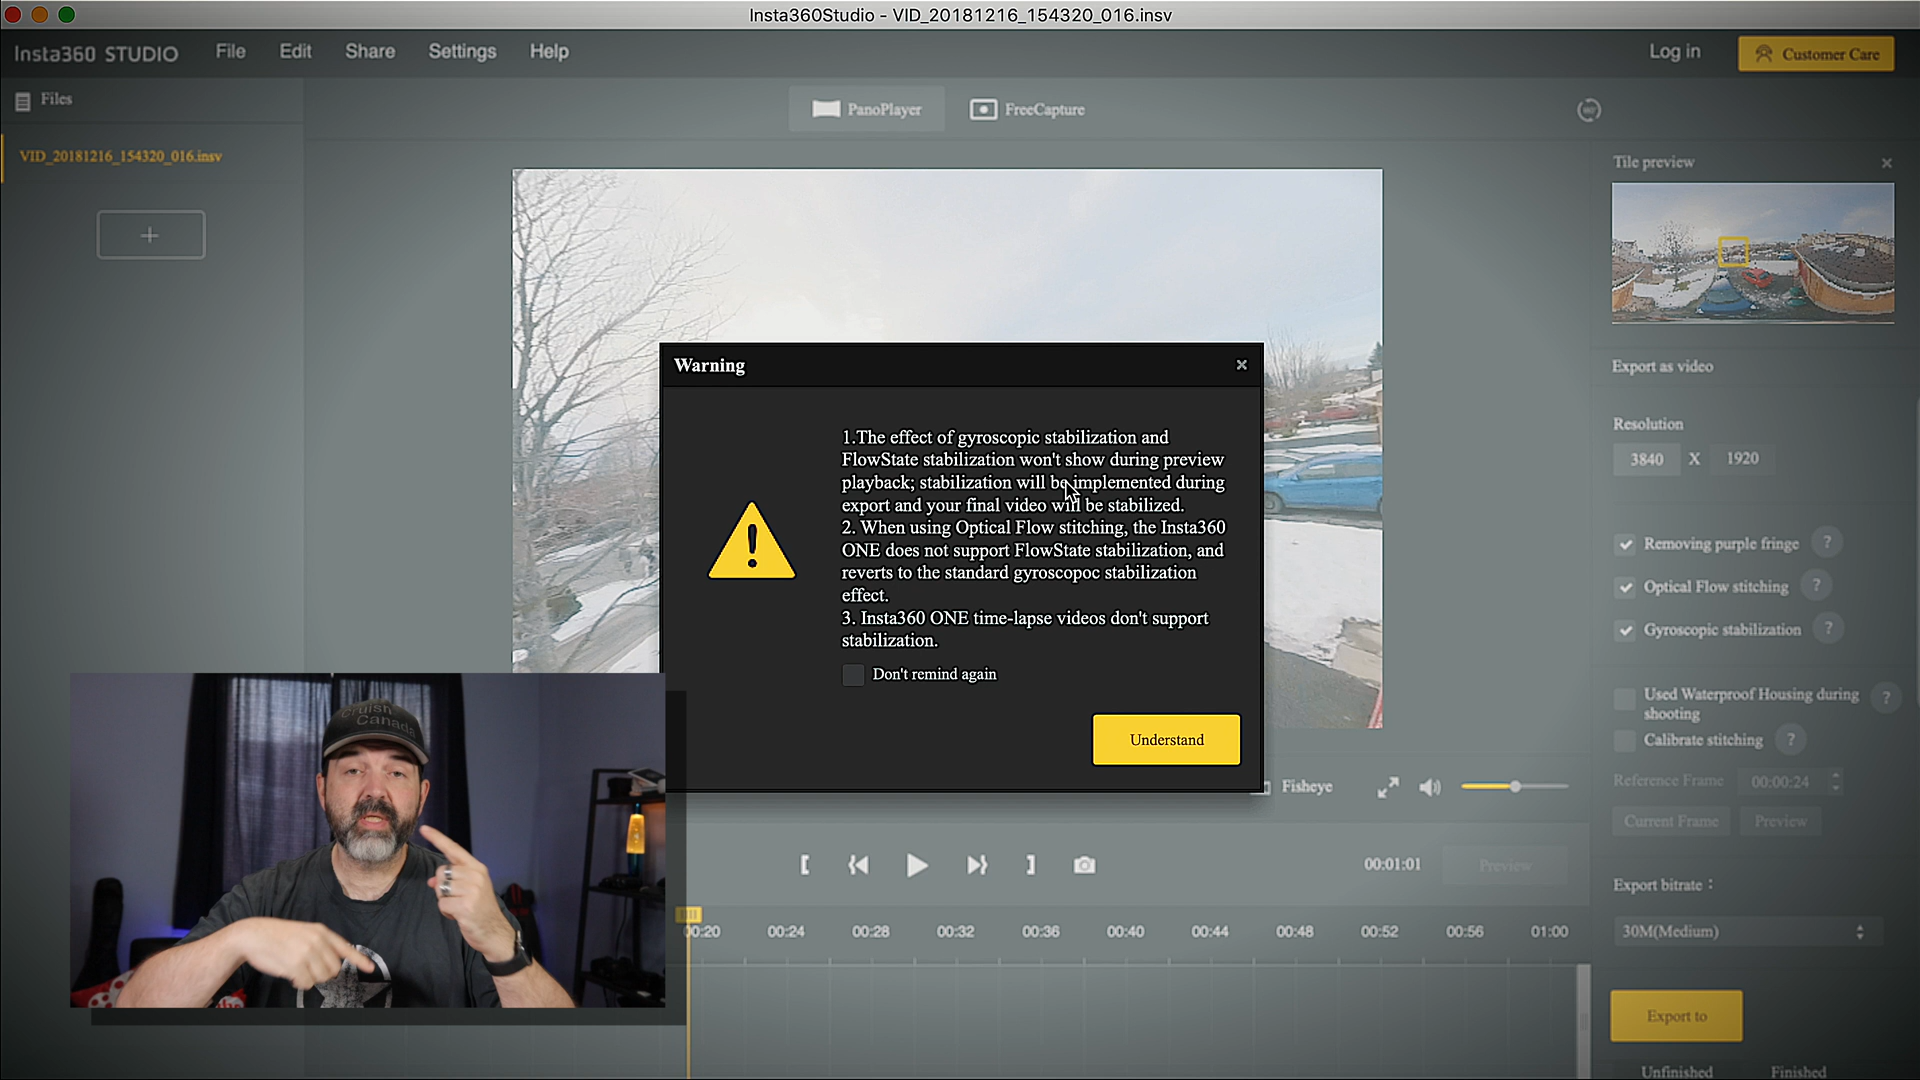 Insta360Studio - VID_20181216_154320_016.insv
Insta360 STUDIO File Edit Share Settings Help Log in Customer Care
Files
PanoPlayer FreeCapture
VID_20181216_154320_016.insv
Tile preview
Export as video
Resolution
3840 X 1920
Removing purple fringe ?
Optical Flow stitching ?
Gyroscopic stabilization ?
Used Waterproof Housing during ?
shooting
Calibrate stitching ?
Reference Frame 00:00:24
Current Frame Preview
Export bitrate :
30M(Medium)
Export to
Unfinished Finished
Warning
1.The effect of gyroscopic stabilization and
FlowState stabilization won't show during preview
playback; stabilization will be implemented during
export and your final video will be stabilized.
2. When using Optical Flow stitching, the Insta360
ONE does not support FlowState stabilization, and
reverts to the standard gyroscopoc stabilization
effect.
3. Insta360 ONE time-lapse videos don't support
stabilization.
Don't remind again
Understand
Fisheye
00:01:01 Preview
00:20 00:24 00:28 00:32 00:36 00:40 00:44 00:48 00:52 00:56 01:00
Cruish
Canada